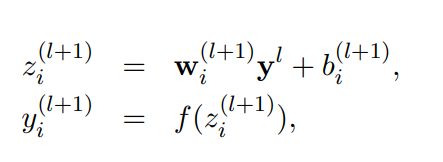 z_i^{(l+1)} = \mathbf{w}_i^{(l+1)} \mathbf{y}^l + b_i^{(l+1)},
y_i^{(l+1)} = f(z_i^{(l+1)}),